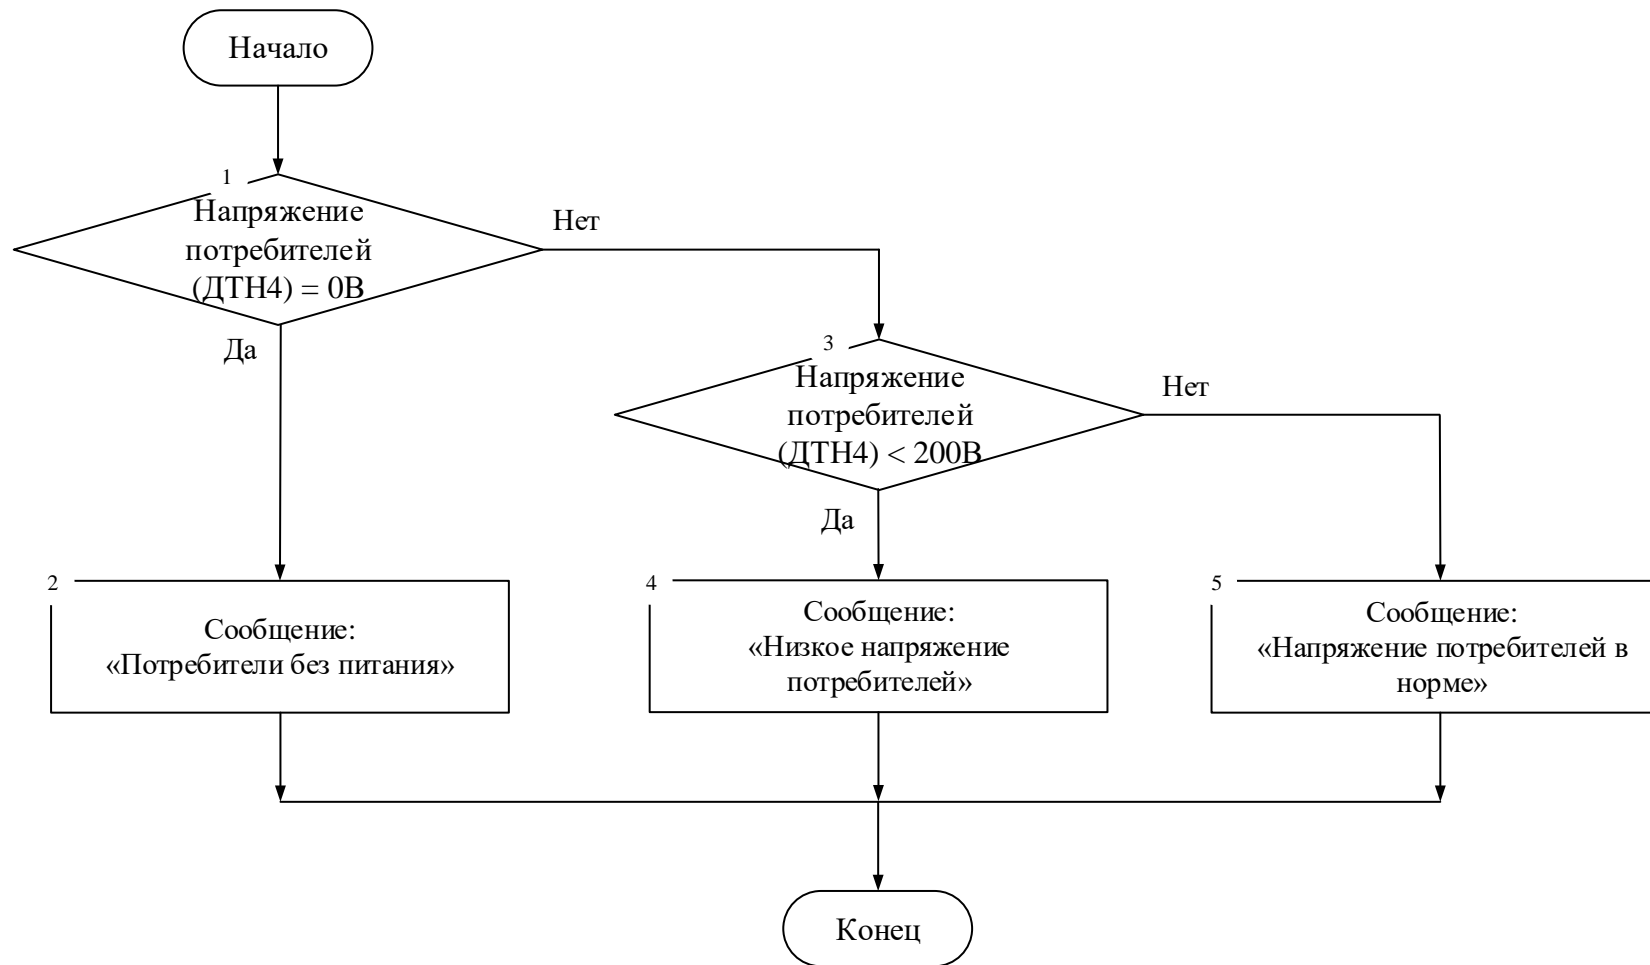 Начало
1
Напряжение
потребителей
(ДТН4) = 0В
Нет
Да
3
Напряжение
потребителей
(ДТН4) < 200В
Нет
Да
2
Сообщение:
«Потребители без питания»
4
Сообщение:
«Низкое напряжение
потребителей»
5
Сообщение:
«Напряжение потребителей в
норме»
Конец